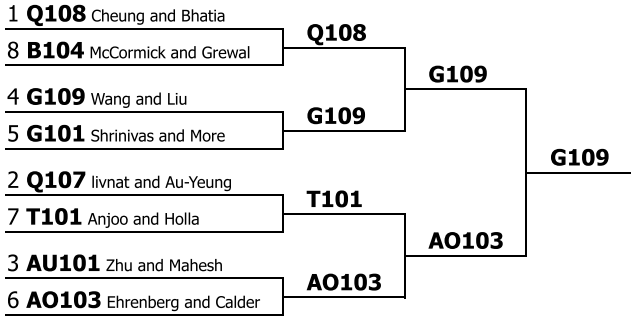 1 Q108 Cheung and Bhatia
8 B104 McCormick and Grewal
4 G109 Wang and Liu
5 G101 Shrinivas and More
2 Q107 livnat and Au-Yeung
7 T101 Anjoo and Holla
3 AU101 Zhu and Mahesh
6 AO103 Ehrenberg and Calder
Q108
G109
T101
AO103
G109
AO103
G109